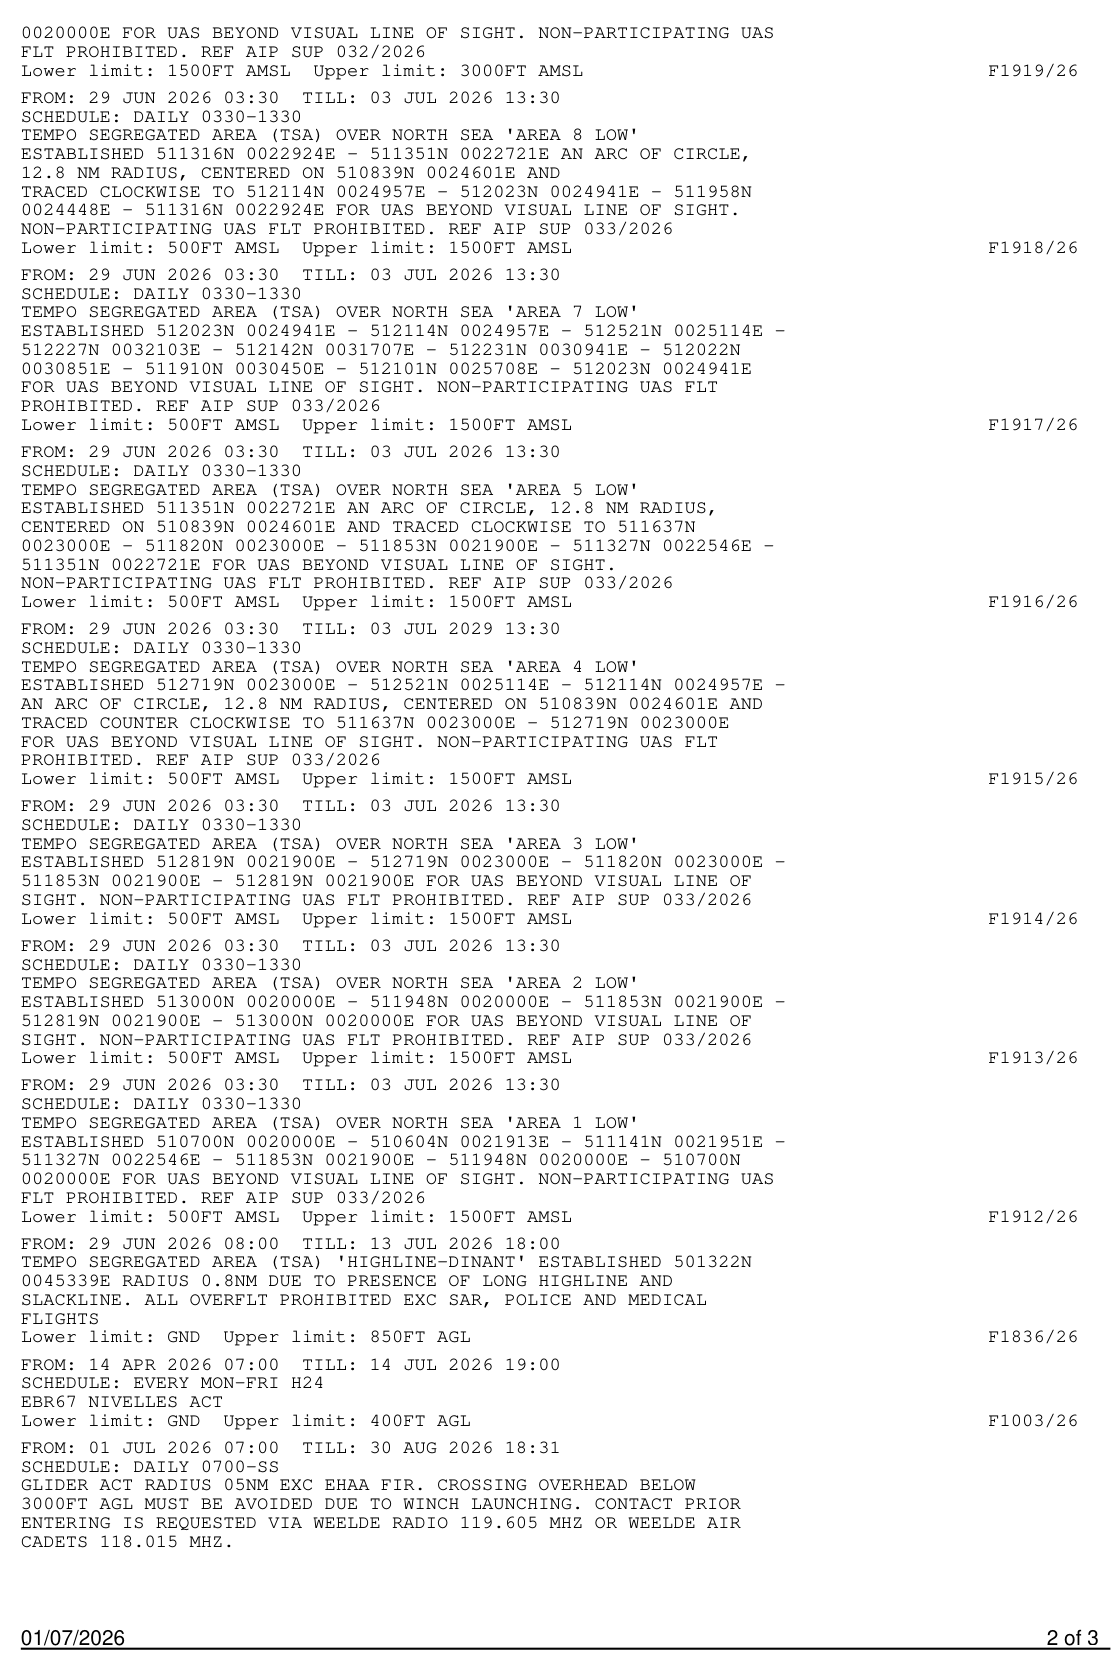 0020000E FOR UAS BEYOND VISUAL LINE OF SIGHT. NON-PARTICIPATING UAS
FLT PROHIBITED. REF AIP SUP 032/2026
Lower limit: 1500FT AMSL  Upper limit: 3000FT AMSL F1919/26
FROM: 29 JUN 2026 03:30  TILL: 03 JUL 2026 13:30
SCHEDULE: DAILY 0330-1330
TEMPO SEGREGATED AREA (TSA) OVER NORTH SEA 'AREA 8 LOW'
ESTABLISHED 511316N 0022924E - 511351N 0022721E AN ARC OF CIRCLE,
12.8 NM RADIUS, CENTERED ON 510839N 0024601E AND
TRACED CLOCKWISE TO 512114N 0024957E - 512023N 0024941E - 511958N
0024448E - 511316N 0022924E FOR UAS BEYOND VISUAL LINE OF SIGHT.
NON-PARTICIPATING UAS FLT PROHIBITED. REF AIP SUP 033/2026
Lower limit: 500FT AMSL  Upper limit: 1500FT AMSL F1918/26
FROM: 29 JUN 2026 03:30  TILL: 03 JUL 2026 13:30
SCHEDULE: DAILY 0330-1330
TEMPO SEGREGATED AREA (TSA) OVER NORTH SEA 'AREA 7 LOW'
ESTABLISHED 512023N 0024941E - 512114N 0024957E - 512521N 0025114E -
512227N 0032103E - 512142N 0031707E - 512231N 0030941E - 512022N
0030851E - 511910N 0030450E - 512101N 0025708E - 512023N 0024941E
FOR UAS BEYOND VISUAL LINE OF SIGHT. NON-PARTICIPATING UAS FLT
PROHIBITED. REF AIP SUP 033/2026
Lower limit: 500FT AMSL  Upper limit: 1500FT AMSL F1917/26
FROM: 29 JUN 2026 03:30  TILL: 03 JUL 2026 13:30
SCHEDULE: DAILY 0330-1330
TEMPO SEGREGATED AREA (TSA) OVER NORTH SEA 'AREA 5 LOW'
ESTABLISHED 511351N 0022721E AN ARC OF CIRCLE, 12.8 NM RADIUS,
CENTERED ON 510839N 0024601E AND TRACED CLOCKWISE TO 511637N
0023000E - 511820N 0023000E - 511853N 0021900E - 511327N 0022546E -
511351N 0022721E FOR UAS BEYOND VISUAL LINE OF SIGHT.
NON-PARTICIPATING UAS FLT PROHIBITED. REF AIP SUP 033/2026
Lower limit: 500FT AMSL  Upper limit: 1500FT AMSL F1916/26
FROM: 29 JUN 2026 03:30  TILL: 03 JUL 2029 13:30
SCHEDULE: DAILY 0330-1330
TEMPO SEGREGATED AREA (TSA) OVER NORTH SEA 'AREA 4 LOW'
ESTABLISHED 512719N 0023000E - 512521N 0025114E - 512114N 0024957E -
AN ARC OF CIRCLE, 12.8 NM RADIUS, CENTERED ON 510839N 0024601E AND
TRACED COUNTER CLOCKWISE TO 511637N 0023000E - 512719N 0023000E
FOR UAS BEYOND VISUAL LINE OF SIGHT. NON-PARTICIPATING UAS FLT
PROHIBITED. REF AIP SUP 033/2026
Lower limit: 500FT AMSL  Upper limit: 1500FT AMSL F1915/26
FROM: 29 JUN 2026 03:30  TILL: 03 JUL 2026 13:30
SCHEDULE: DAILY 0330-1330
TEMPO SEGREGATED AREA (TSA) OVER NORTH SEA 'AREA 3 LOW'
ESTABLISHED 512819N 0021900E - 512719N 0023000E - 511820N 0023000E -
511853N 0021900E - 512819N 0021900E FOR UAS BEYOND VISUAL LINE OF
SIGHT. NON-PARTICIPATING UAS FLT PROHIBITED. REF AIP SUP 033/2026
Lower limit: 500FT AMSL  Upper limit: 1500FT AMSL F1914/26
FROM: 29 JUN 2026 03:30  TILL: 03 JUL 2026 13:30
SCHEDULE: DAILY 0330-1330
TEMPO SEGREGATED AREA (TSA) OVER NORTH SEA 'AREA 2 LOW'
ESTABLISHED 513000N 0020000E - 511948N 0020000E - 511853N 0021900E -
512819N 0021900E - 513000N 0020000E FOR UAS BEYOND VISUAL LINE OF
SIGHT. NON-PARTICIPATING UAS FLT PROHIBITED. REF AIP SUP 033/2026
Lower limit: 500FT AMSL  Upper limit: 1500FT AMSL F1913/26
FROM: 29 JUN 2026 03:30  TILL: 03 JUL 2026 13:30
SCHEDULE: DAILY 0330-1330
TEMPO SEGREGATED AREA (TSA) OVER NORTH SEA 'AREA 1 LOW'
ESTABLISHED 510700N 0020000E - 510604N 0021913E - 511141N 0021951E -
511327N 0022546E - 511853N 0021900E - 511948N 0020000E - 510700N
0020000E FOR UAS BEYOND VISUAL LINE OF SIGHT. NON-PARTICIPATING UAS
FLT PROHIBITED. REF AIP SUP 033/2026
Lower limit: 500FT AMSL  Upper limit: 1500FT AMSL F1912/26
FROM: 29 JUN 2026 08:00  TILL: 13 JUL 2026 18:00
TEMPO SEGREGATED AREA (TSA) 'HIGHLINE-DINANT' ESTABLISHED 501322N
0045339E RADIUS 0.8NM DUE TO PRESENCE OF LONG HIGHLINE AND
SLACKLINE. ALL OVERFLT PROHIBITED EXC SAR, POLICE AND MEDICAL
FLIGHTS
Lower limit: GND  Upper limit: 850FT AGL F1836/26
FROM: 14 APR 2026 07:00  TILL: 14 JUL 2026 19:00
SCHEDULE: EVERY MON-FRI H24
EBR67 NIVELLES ACT
Lower limit: GND  Upper limit: 400FT AGL F1003/26
FROM: 01 JUL 2026 07:00  TILL: 30 AUG 2026 18:31
SCHEDULE: DAILY 0700-SS
GLIDER ACT RADIUS 05NM EXC EHAA FIR. CROSSING OVERHEAD BELOW
3000FT AGL MUST BE AVOIDED DUE TO WINCH LAUNCHING. CONTACT PRIOR
ENTERING IS REQUESTED VIA WEELDE RADIO 119.605 MHZ OR WEELDE AIR
CADETS 118.015 MHZ.
01/07/2026 2 of 3